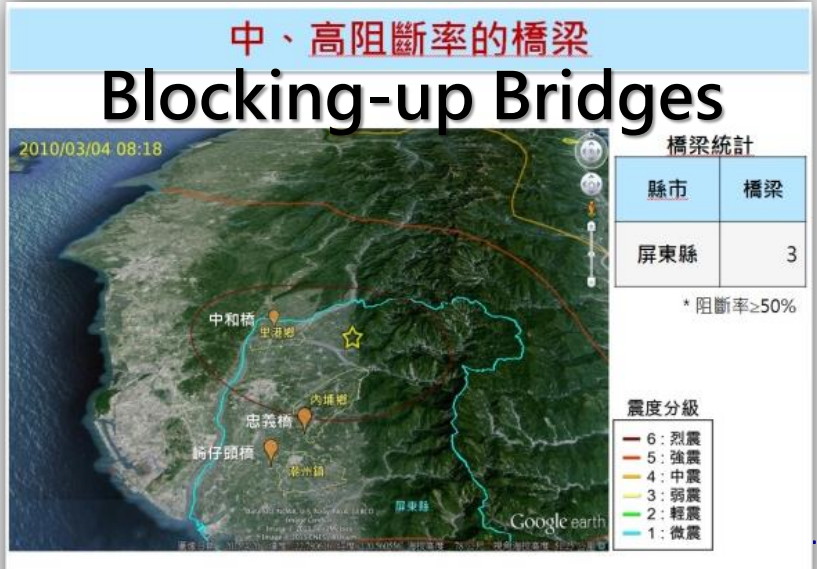 中、高阻斷率的橋梁
Blocking-up Bridges
2010/03/04 08:18
橋梁統計
縣市 橋梁
屏東縣 3
* 阻斷率≥50%
中和橋
里港鄉
內埔鄉
忠義橋
崎仔頭橋
潮州鎮
屏東縣
Google earth
震度分級
6 : 烈震
5 : 強震
4 : 中震
3 : 弱震
2 : 輕震
1 : 微震